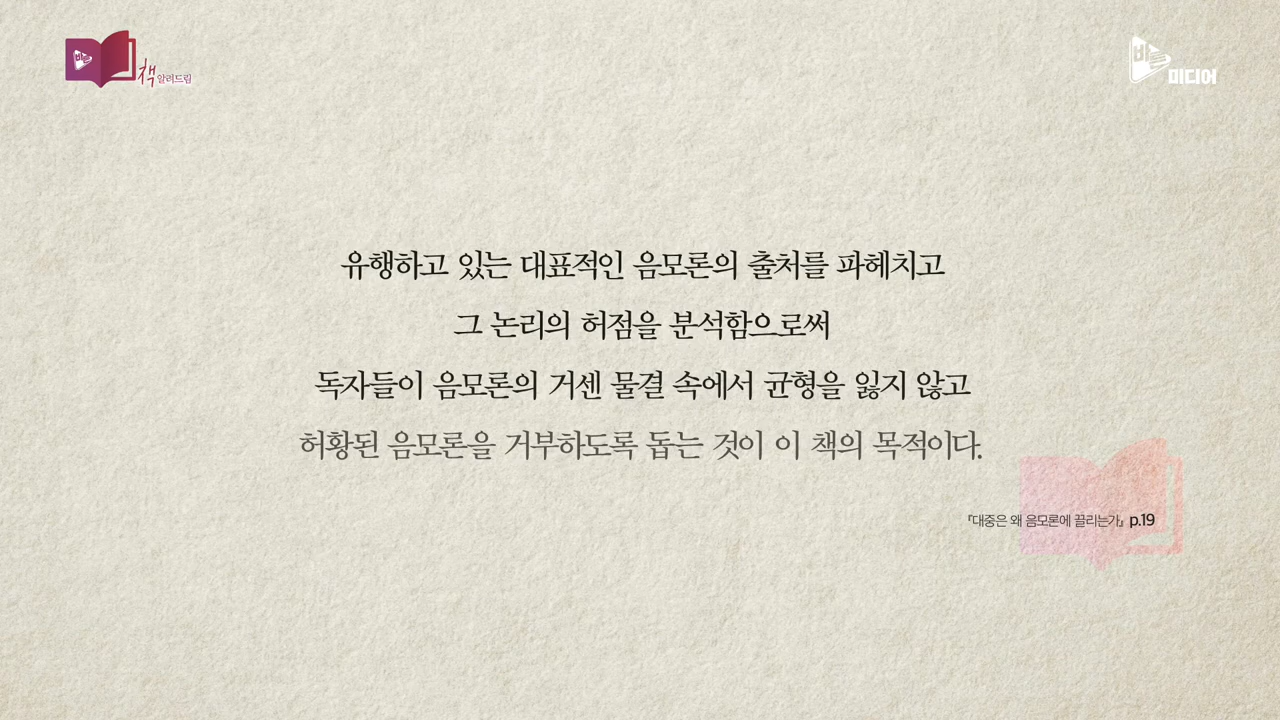 책 알려드림
바른
미디어
유행하고 있는 대표적인 음모론의 출처를 파헤치고
그 논리의 허점을 분석함으로써
독자들이 음모론의 거센 물결 속에서 균형을 잃지 않고
허황된 음모론을 거부하도록 돕는 것이 이 책의 목적이다.
『대중은 왜 음모론에 끌리는가』 p.19